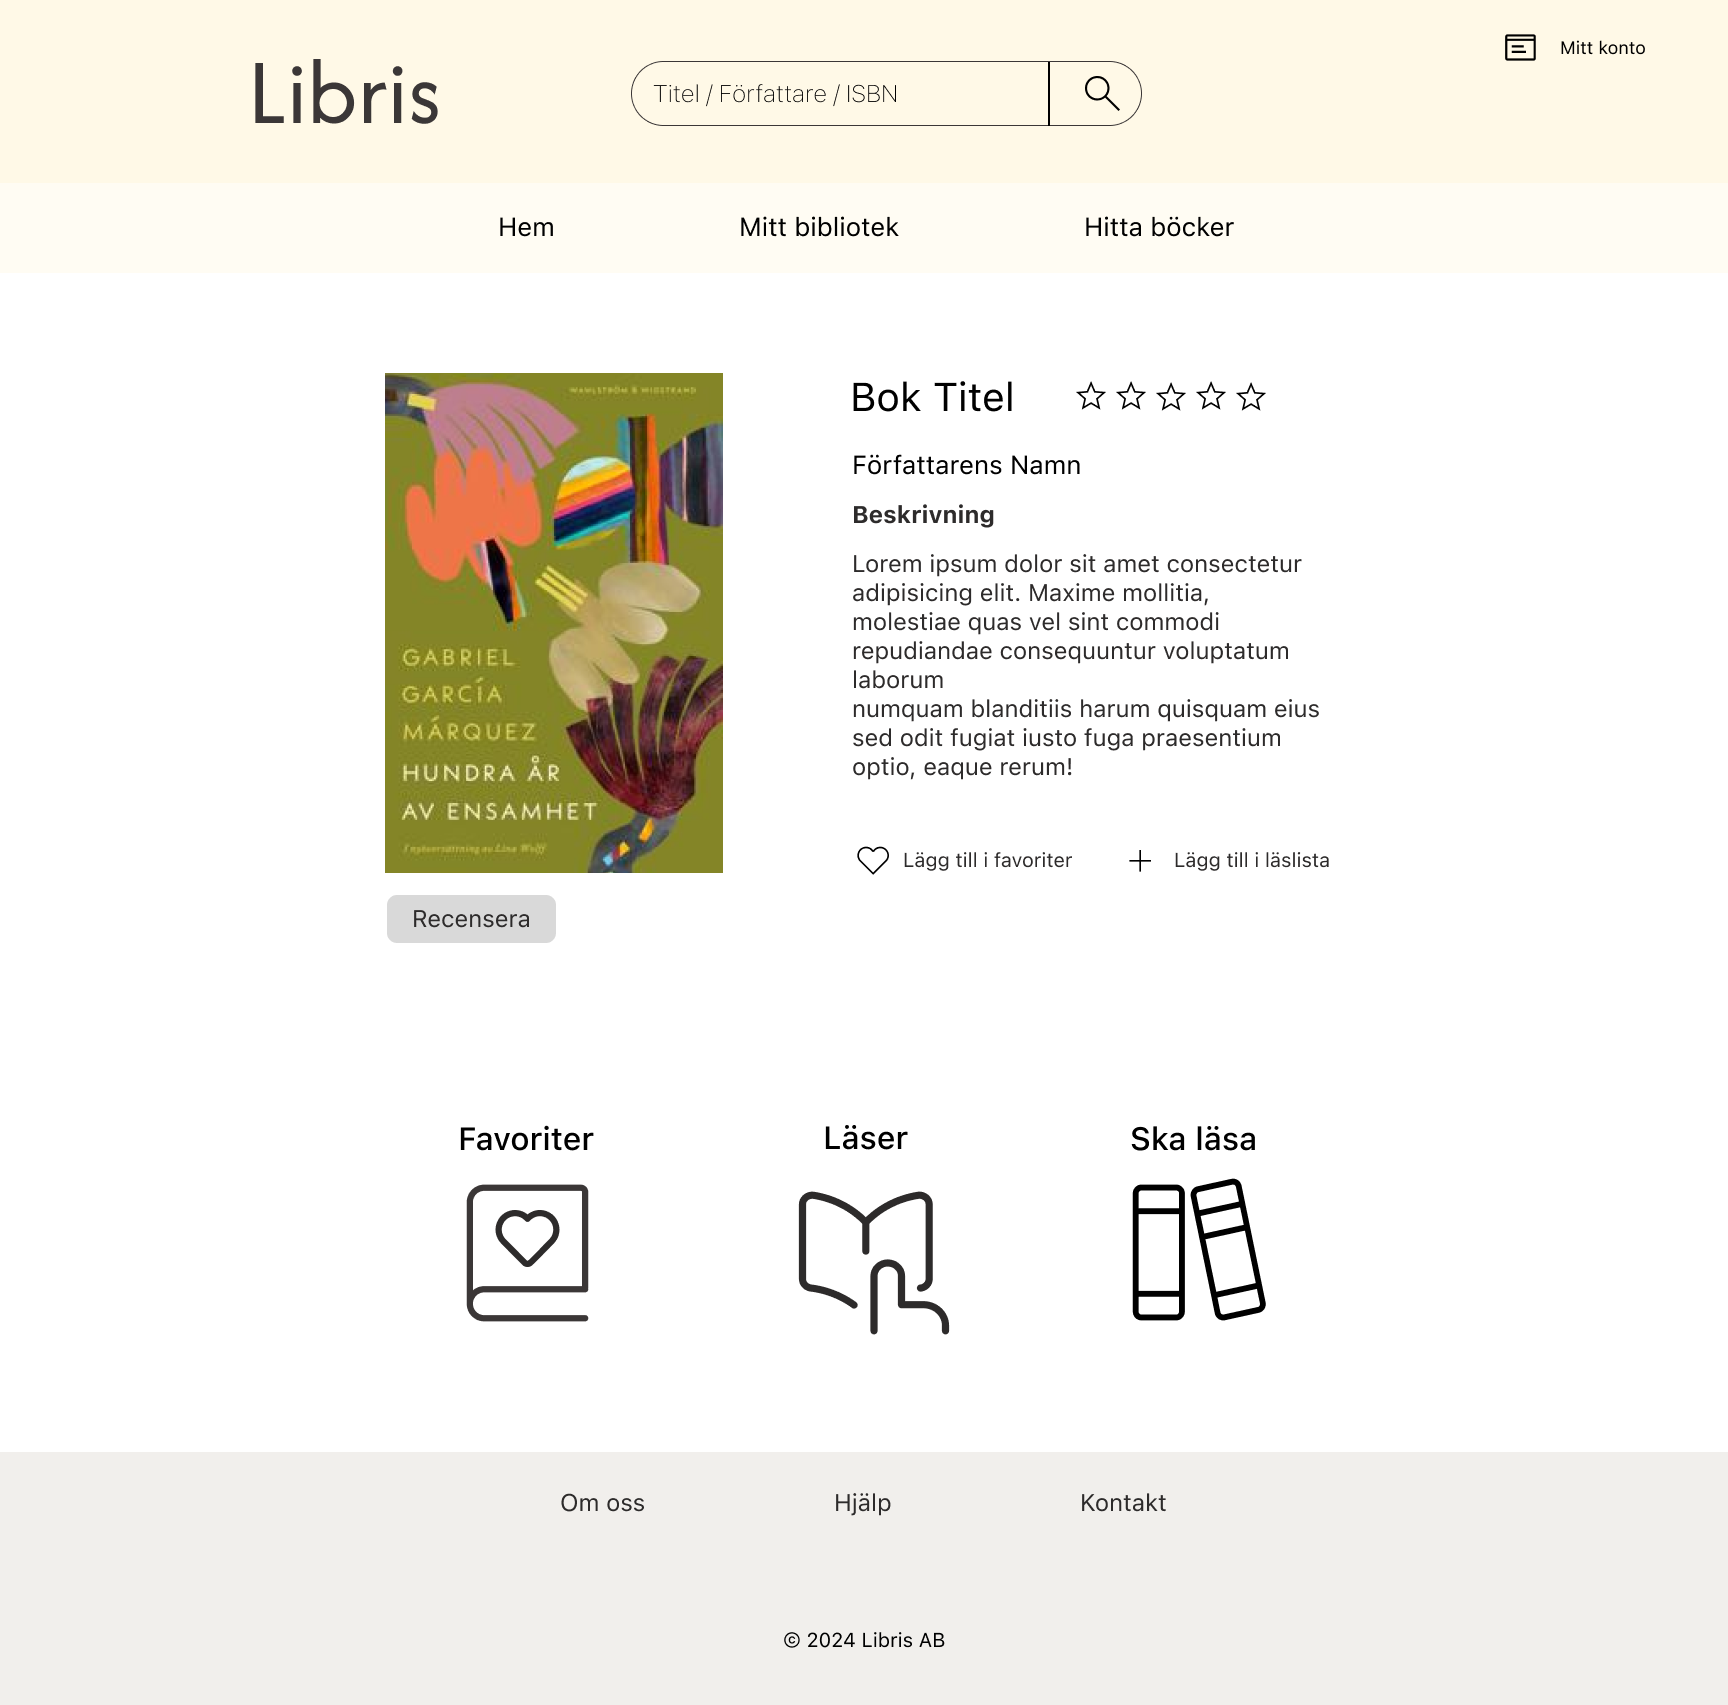 Mitt konto
Libris
Titel / Författare / ISBN
Hem
Mitt bibliotek
Hitta böcker
WAHLSTRÖM & WIDSTRAND
GABRIEL
GARCÍA
MÁRQUEZ
HUNDRA ÅR
AV ENSAMHET
I nyöversättning av Lina Wolff
Recensera
Bok Titel
Författarens Namn
Beskrivning
Lorem ipsum dolor sit amet consectetur
adipisicing elit. Maxime mollitia,
molestiae quas vel sint commodi
repudiandae consequuntur voluptatum
laborum
numquam blanditiis harum quisquam eius
sed odit fugiat iusto fuga praesentium
optio, eaque rerum!
Lägg till i favoriter
Lägg till i läslista
Favoriter
Läser
Ska läsa
Om oss
Hjälp
Kontakt
© 2024 Libris AB